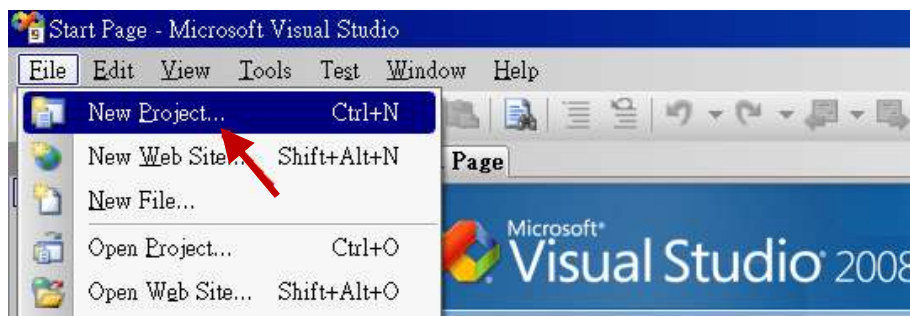 Start Page - Microsoft Visual Studio
File Edit View Tools Test Window Help
New Project... Ctrl+N
New Web Site... Shift+Alt+N
Page
New File...
Open Project... Ctrl+O
Open Web Site... Shift+Alt+O
Microsoft
Visual Studio 2008